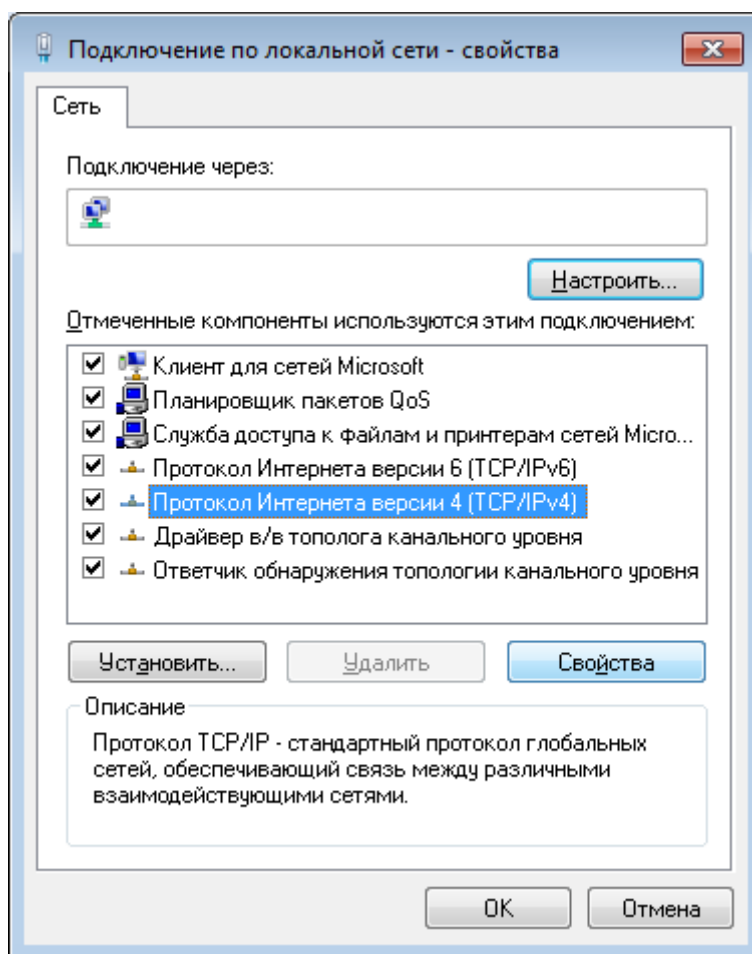 Подключение по локальной сети - свойства
Сеть
Подключение через:
Настроить...
Отмеченные компоненты используются этим подключением:
Клиент для сетей Microsoft
Планировщик пакетов QoS
Служба доступа к файлам и принтерам сетей Micro...
Протокол Интернета версии 6 (TCP/IPv6)
Протокол Интернета версии 4 (TCP/IPv4)
Драйвер в/в тополога канального уровня
Ответчик обнаружения топологии канального уровня
Установить... Удалить Свойства
Описание
Протокол TCP/IP - стандартный протокол глобальных
сетей, обеспечивающий связь между различными
взаимодействующими сетями.
OK Отмена